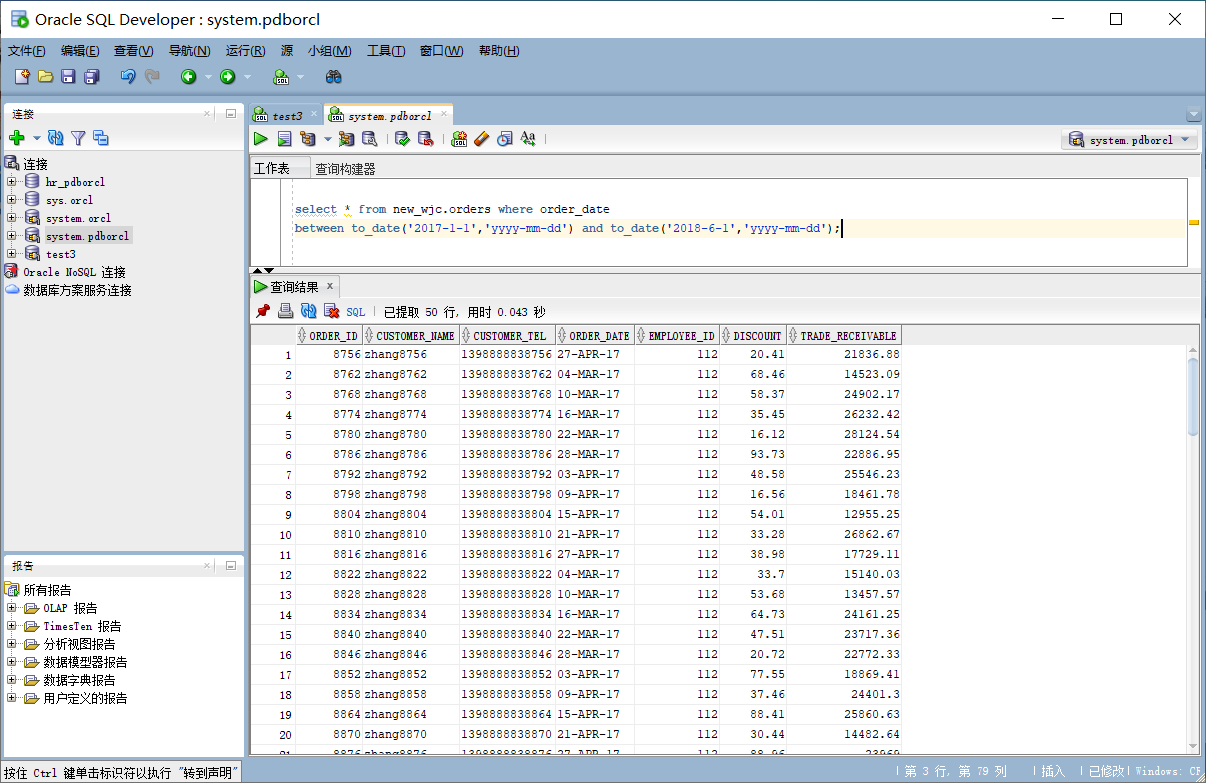 Oracle SQL Developer : system.pdborcl
文件(F) 编辑(E) 查看(V) 导航(N) 运行(R) 源 小组(M) 工具(T) 窗口(W) 帮助(H)
连接
连接
hr_pdborcl
sys.orcl
system.orcl
system.pdborcl
test3
Oracle NoSQL 连接
数据库方案服务连接
报告
所有报告
OLAP 报告
TimesTen 报告
分析视图报告
数据模型器报告
数据字典报告
用户定义的报告
test3 system.pdborcl
system.pdborcl
工作表 查询构建器
select * from new_wjc.orders where order_date
between to_date('2017-1-1','yyyy-mm-dd') and to_date('2018-6-1','yyyy-mm-dd');
查询结果 x
SQL 已提取 50 行, 用时 0.043 秒
ORDER_ID CUSTOMER_NAME CUSTOMER_TEL ORDER_DATE EMPLOYEE_ID DISCOUNT TRADE_RECEIVABLE
1 8756 zhang8756 1398888838756 27-APR-17 112 20.41 21836.88
2 8762 zhang8762 1398888838762 04-MAR-17 112 68.46 14523.09
3 8768 zhang8768 1398888838768 10-MAR-17 112 58.37 24902.17
4 8774 zhang8774 1398888838774 16-MAR-17 112 35.45 26232.42
5 8780 zhang8780 1398888838780 22-MAR-17 112 16.12 28124.54
6 8786 zhang8786 1398888838786 28-MAR-17 112 93.73 22886.95
7 8792 zhang8792 1398888838792 03-APR-17 112 48.58 25546.23
8 8798 zhang8798 1398888838798 09-APR-17 112 16.56 18461.78
9 8804 zhang8804 1398888838804 15-APR-17 112 54.01 12955.25
10 8810 zhang8810 1398888838810 21-APR-17 112 33.28 26862.67
11 8816 zhang8816 1398888838816 27-APR-17 112 38.98 17729.11
12 8822 zhang8822 1398888838822 04-MAR-17 112 33.7 15140.03
13 8828 zhang8828 1398888838828 10-MAR-17 112 53.68 13457.57
14 8834 zhang8834 1398888838834 16-MAR-17 112 64.73 24161.25
15 8840 zhang8840 1398888838840 22-MAR-17 112 47.51 23717.36
16 8846 zhang8846 1398888838846 28-MAR-17 112 20.72 22772.33
17 8852 zhang8852 1398888838852 03-APR-17 112 77.55 18869.41
18 8858 zhang8858 1398888838858 09-APR-17 112 37.46 24401.3
19 8864 zhang8864 1398888838864 15-APR-17 112 88.41 25860.63
20 8870 zhang8870 1398888838870 21-APR-17 112 30.44 14482.64
按住 Ctrl 键单击标识符以执行 "转到声明" 第 3 行, 第 79 列 插入 已修改 Windows: CF